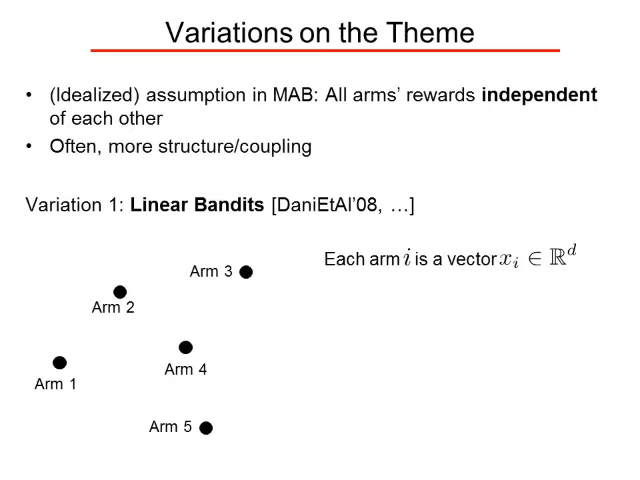 Variations on the Theme
• (Idealized) assumption in MAB: All arms’ rewards independent
of each other
• Often, more structure/coupling
Variation 1: Linear Bandits [DaniEtAl’08, …]
Each arm i is a vector x_i ∈ ℝ^d
Arm 3
Arm 2
Arm 4
Arm 1
Arm 5